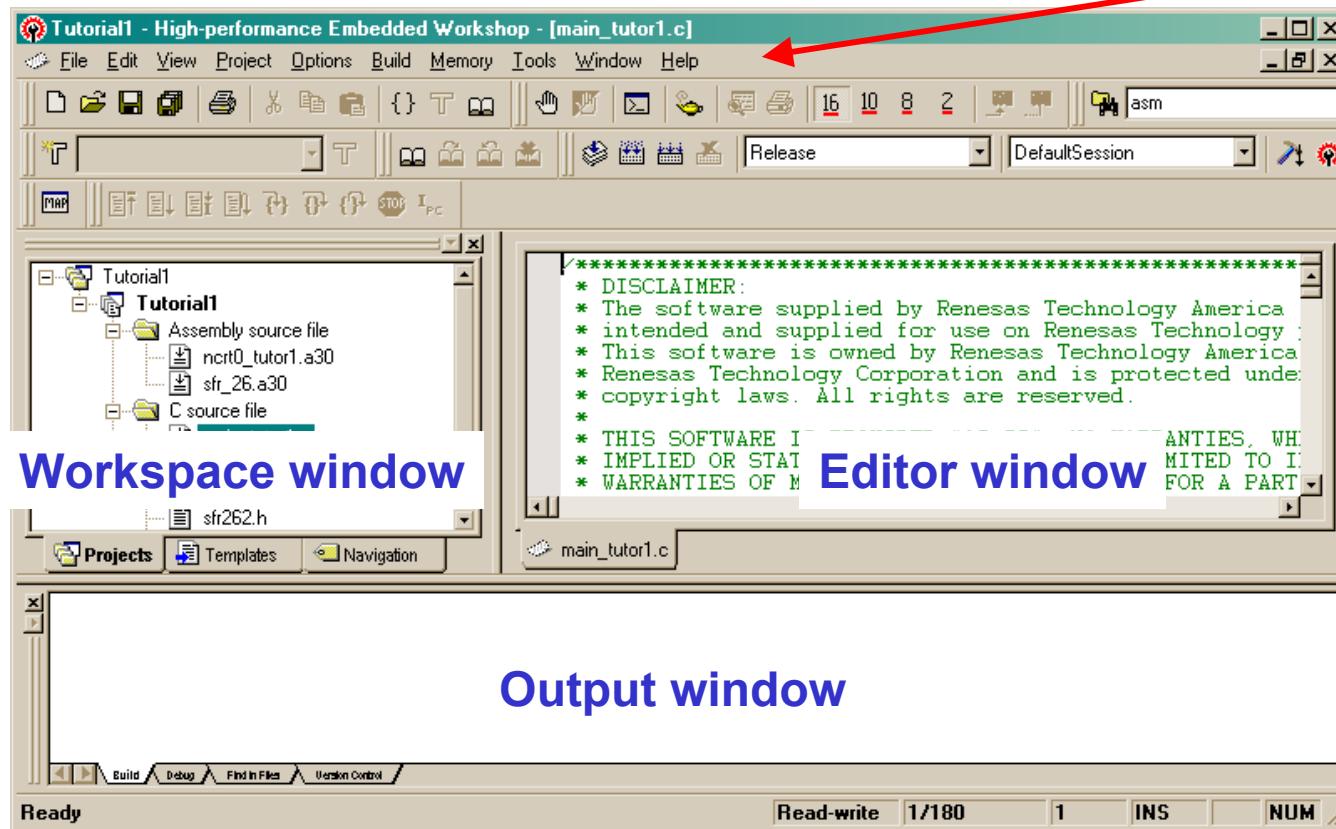 Tutorial1 - High-performance Embedded Workshop - [main_tutor1.c]
File Edit View Project Options Build Memory Tools Window Help
16 10 8 2 asm
Release DefaultSession
MAP STOP IPC
Tutorial1
Tutorial1
Assembly source file
ncrt0_tutor1.a30
sfr_26.a30
C source file
sfr262.h
Workspace window
Projects Templates Navigation
/************************************************************
* DISCLAIMER:
* The software supplied by Renesas Technology America
* intended and supplied for use on Renesas Technology
* This software is owned by Renesas Technology America
* Renesas Technology Corporation and is protected unde
* copyright laws. All rights are reserved.
*
* THIS SOFTWARE ANTIES, WH
* IMPLIED OR STAT MITED TO
* WARRANTIES OF M FOR A PART
Editor window
main_tutor1.c
Output window
Build Debug Find in Files Version Control
Ready Read-write 1/180 1 INS NUM